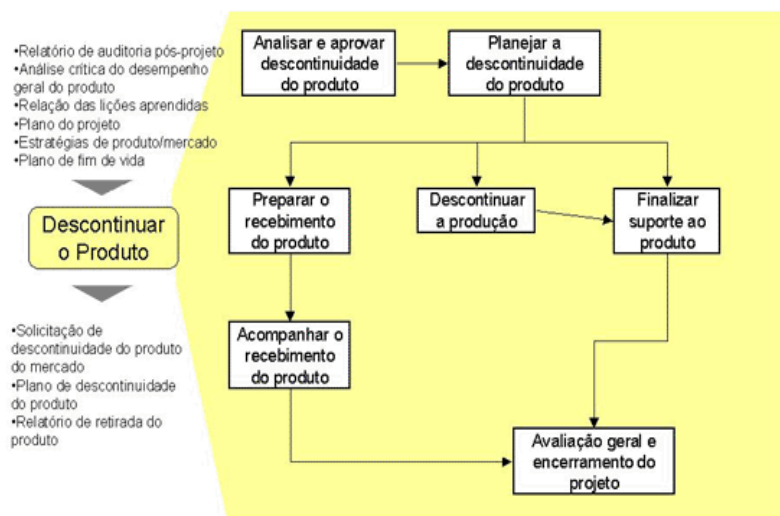 •Relatório de auditoria pós-projeto
•Análise crítica do desempenho
geral do produto
•Relação das lições aprendidas
•Plano do projeto
•Estratégias de produto/mercado
•Plano de fim de vida
Descontinuar
o Produto
•Solicitação de
descontinuidade do produto
do mercado
•Plano de descontinuidade
do produto
•Relatório de retirada do
produto
Analisar e aprovar
descontinuidade
do produto
Planejar a
descontinuidade
do produto
Preparar o
recebimento
do produto
Descontinuar
a produção
Finalizar
suporte ao
produto
Acompanhar o
recebimento
do produto
Avaliação geral e
encerramento do
projeto